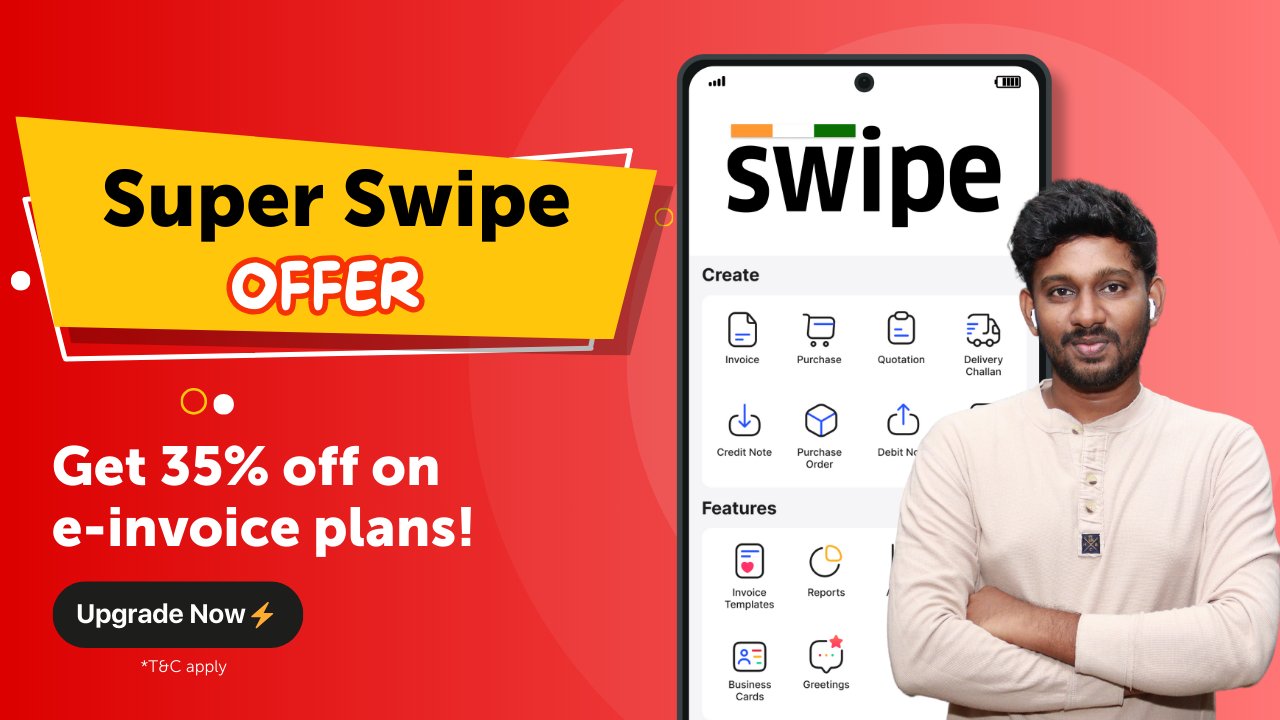 Super Swipe
OFFER
Get 35% off on
e-invoice plans!
Upgrade Now⚡
*T&C apply
swipe
Create
Invoice
Purchase
Quotation
Delivery
Challan
Credit Note
Purchase
Order
Debit
Features
Invoice
Templates
Reports
Business
Cards
Greetings